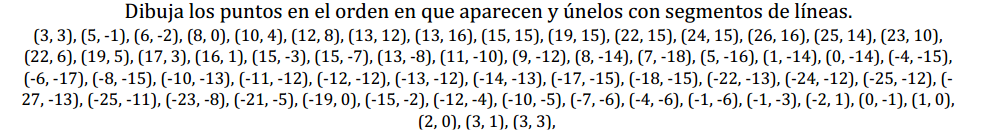 Dibuja los puntos en el orden en que aparecen y únelos con segmentos de líneas.
(3, 3), (5, -1), (6, -2), (8, 0), (10, 4), (12, 8), (13, 12), (13, 16), (15, 15), (19, 15), (22, 15), (24, 15), (26, 16), (25, 14), (23, 10),
(22, 6), (19, 5), (17, 3), (16, 1), (15, -3), (15, -7), (13, -8), (11, -10), (9, -12), (8, -14), (7, -18), (5, -16), (1, -14), (0, -14), (-4, -15),
(-6, -17), (-8, -15), (-10, -13), (-11, -12), (-12, -12), (-13, -12), (-14, -13), (-17, -15), (-18, -15), (-22, -13), (-24, -12), (-25, -12), (-
27, -13), (-25, -11), (-23, -8), (-21, -5), (-19, 0), (-15, -2), (-12, -4), (-10, -5), (-7, -6), (-4, -6), (-1, -6), (-1, -3), (-2, 1), (0, -1), (1, 0),
(2, 0), (3, 1), (3, 3),